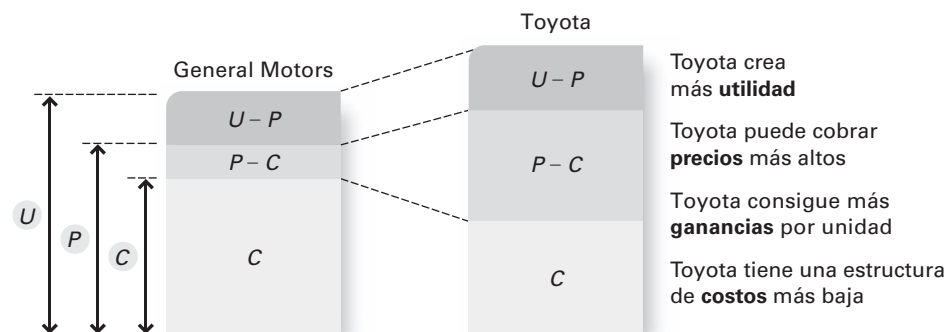 Toyota
General Motors
U – P
P – C
C
U
P
C
U – P
P – C
C
Toyota crea
más utilidad
Toyota puede cobrar
precios más altos
Toyota consigue más
ganancias por unidad
Toyota tiene una estructura
de costos más baja